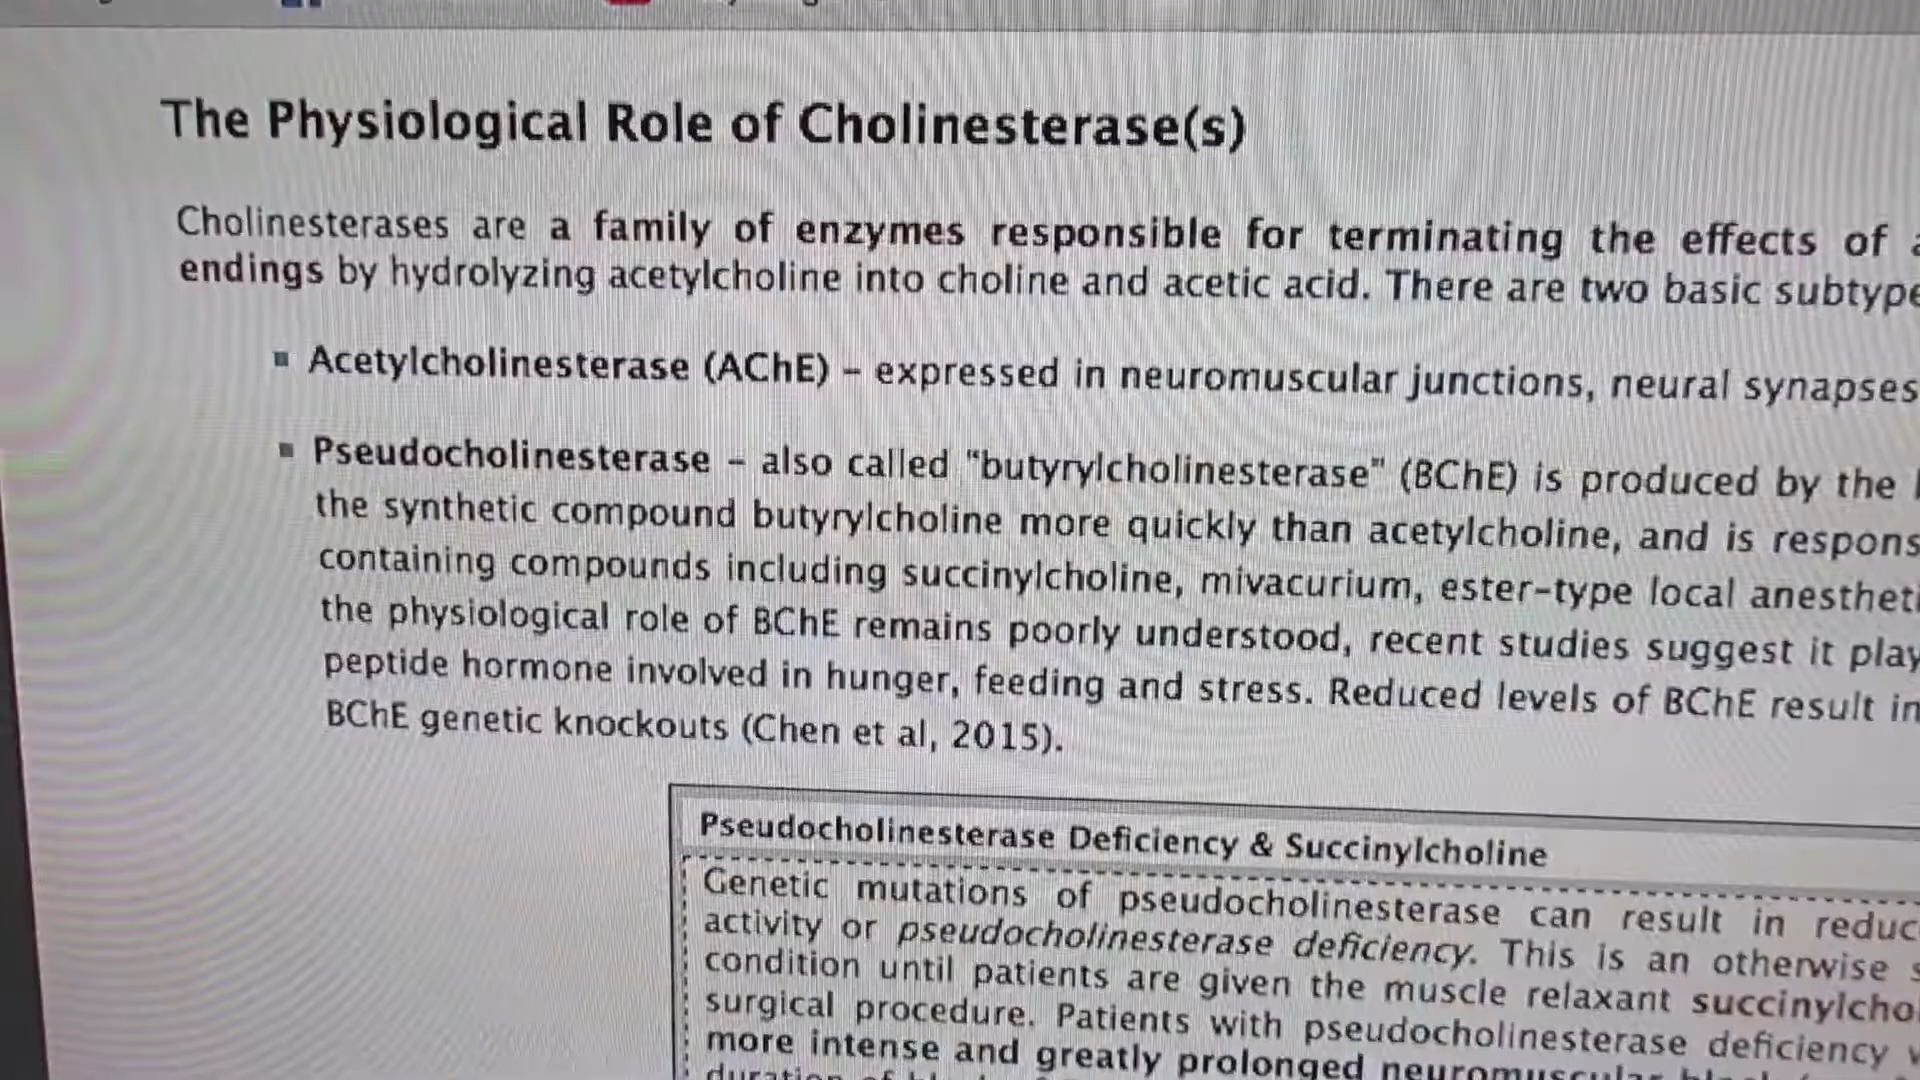 The Physiological Role of Cholinesterase(s)
Cholinesterases are a family of enzymes responsible for terminating the effects of
endings by hydrolyzing acetylcholine into choline and acetic acid. There are two basic subtype
▪ Acetylcholinesterase (AChE) – expressed in neuromuscular junctions, neural synapses
▪ Pseudocholinesterase – also called "butyrylcholinesterase" (BChE) is produced by the
the synthetic compound butyrylcholine more quickly than acetylcholine, and is respons
containing compounds including succinylcholine, mivacurium, ester-type local anestheti
the physiological role of BChE remains poorly understood, recent studies suggest it play
peptide hormone involved in hunger, feeding and stress. Reduced levels of BChE result in
BChE genetic knockouts (Chen et al, 2015).
Pseudocholinesterase Deficiency & Succinylcholine
Genetic mutations of pseudocholinesterase can result in reduc
activity or pseudocholinesterase deficiency. This is an otherwise s
condition until patients are given the muscle relaxant succinylchol
surgical procedure. Patients with pseudocholinesterase deficiency
more intense and greatly prolonged neuromuscular